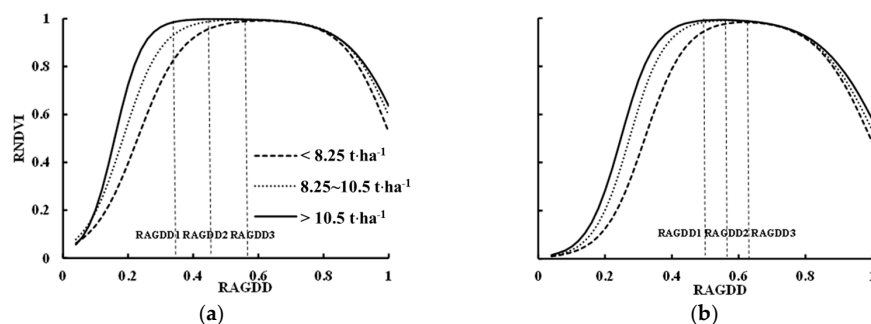 1
0.8
0.6
0.4
0.2
0
RNDVI
< 8.25 t·ha-1
8.25~10.5 t·ha-1
> 10.5 t·ha-1
RAGDD1 RAGDD2 RAGDD3
0 0.2 0.4 0.6 0.8 1
RAGDD
(a)
1
0.8
0.6
0.4
0.2
0
RAGDD1 RAGDD2 RAGDD3
0 0.2 0.4 0.6 0.8 1
RAGDD
(b)